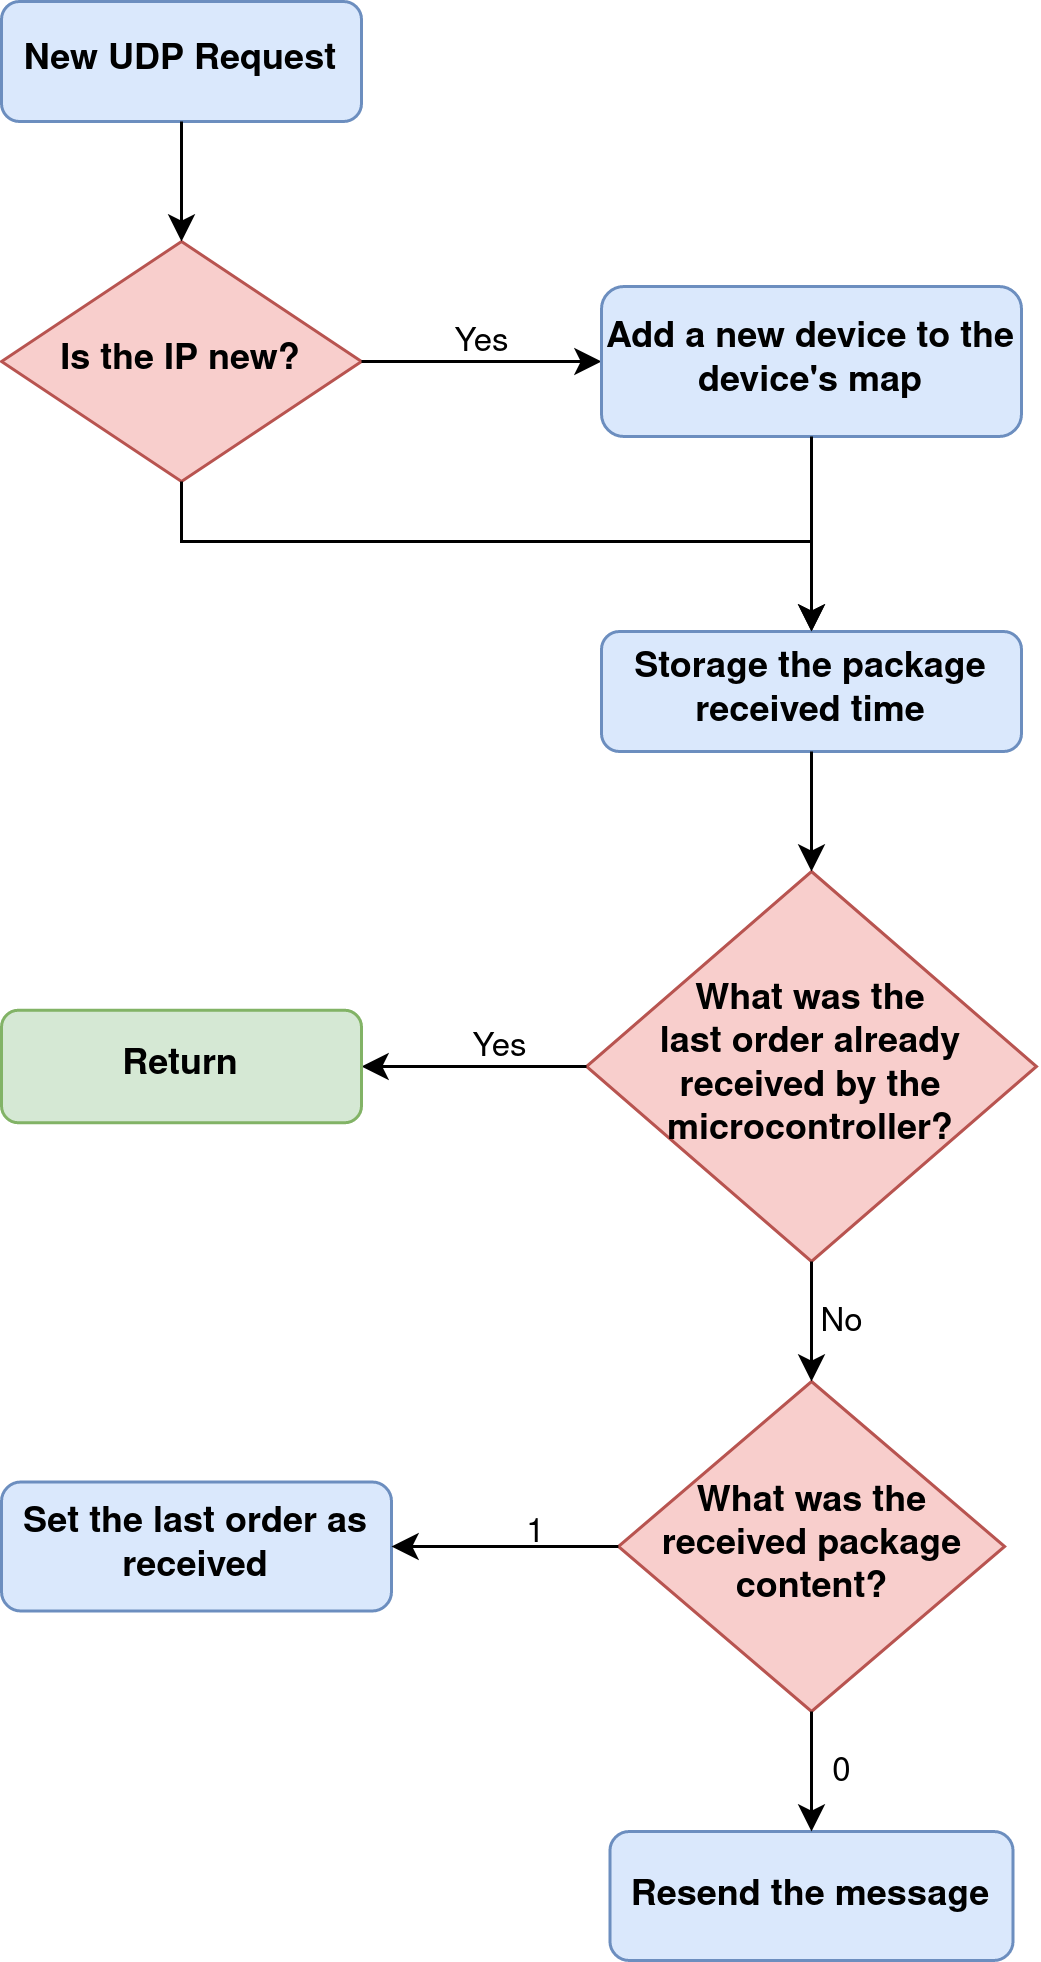 New UDP Request
Is the IP new?
Yes
Add a new device to the
device's map
Storage the package
received time
What was the
last order already
received by the
microcontroller?
Yes
Return
No
What was the
received package
content?
1
Set the last order as
received
0
Resend the message